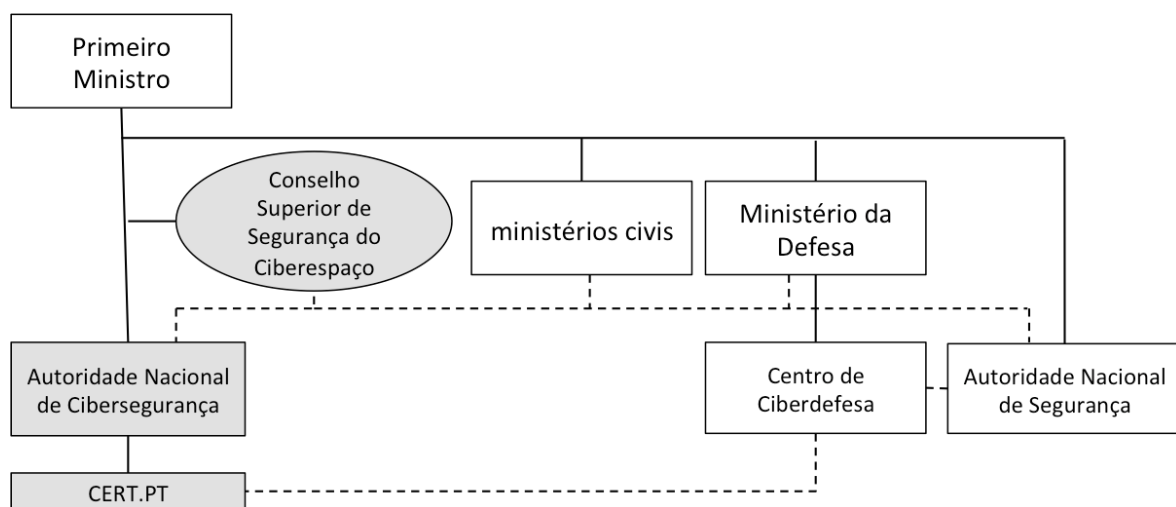 Primeiro
Ministro
Conselho
Superior de
Segurança do
Ciberespaço
ministérios civis
Ministério da
Defesa
Autoridade Nacional
de Cibersegurança
Centro de
Ciberdefesa
Autoridade Nacional
de Segurança
CERT.PT